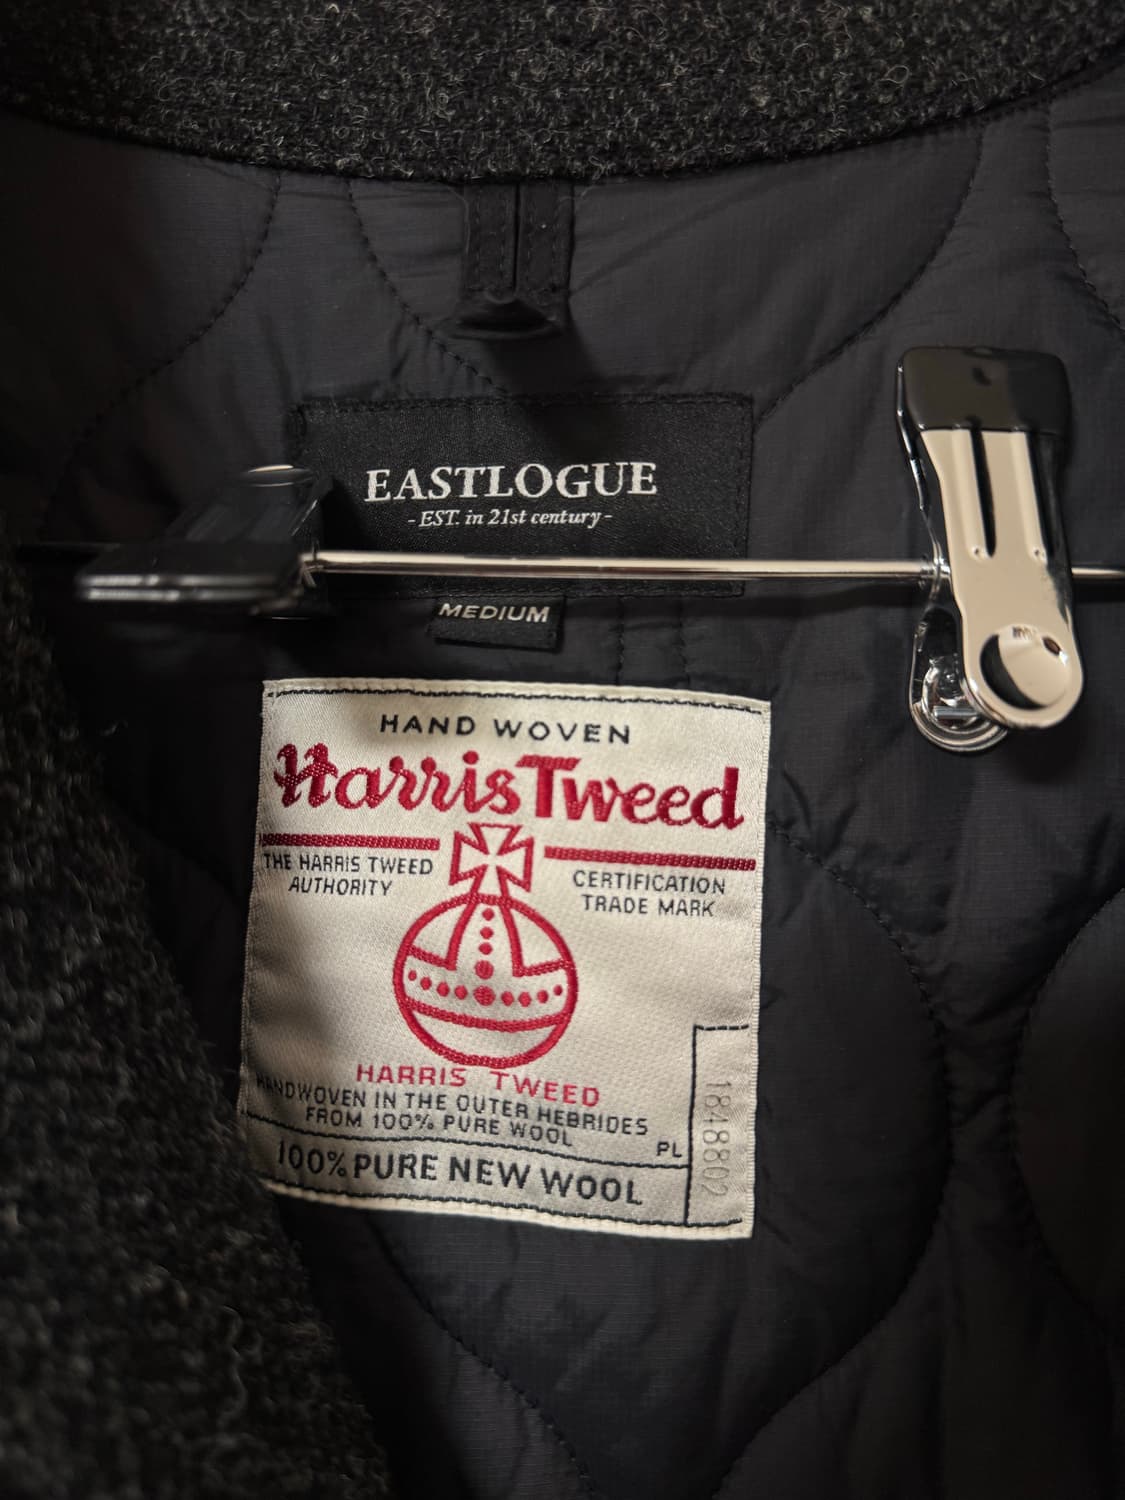 EASTLOGUE
- EST. in 21st century -
MEDIUM
HAND WOVEN
Harris Tweed
THE HARRIS TWEED
AUTHORITY
CERTIFICATION
TRADE MARK
HARRIS TWEED
HANDWOVEN IN THE OUTER HEBRIDES
FROM 100% PURE WOOL
PL
100% PURE NEW WOOL
1848802